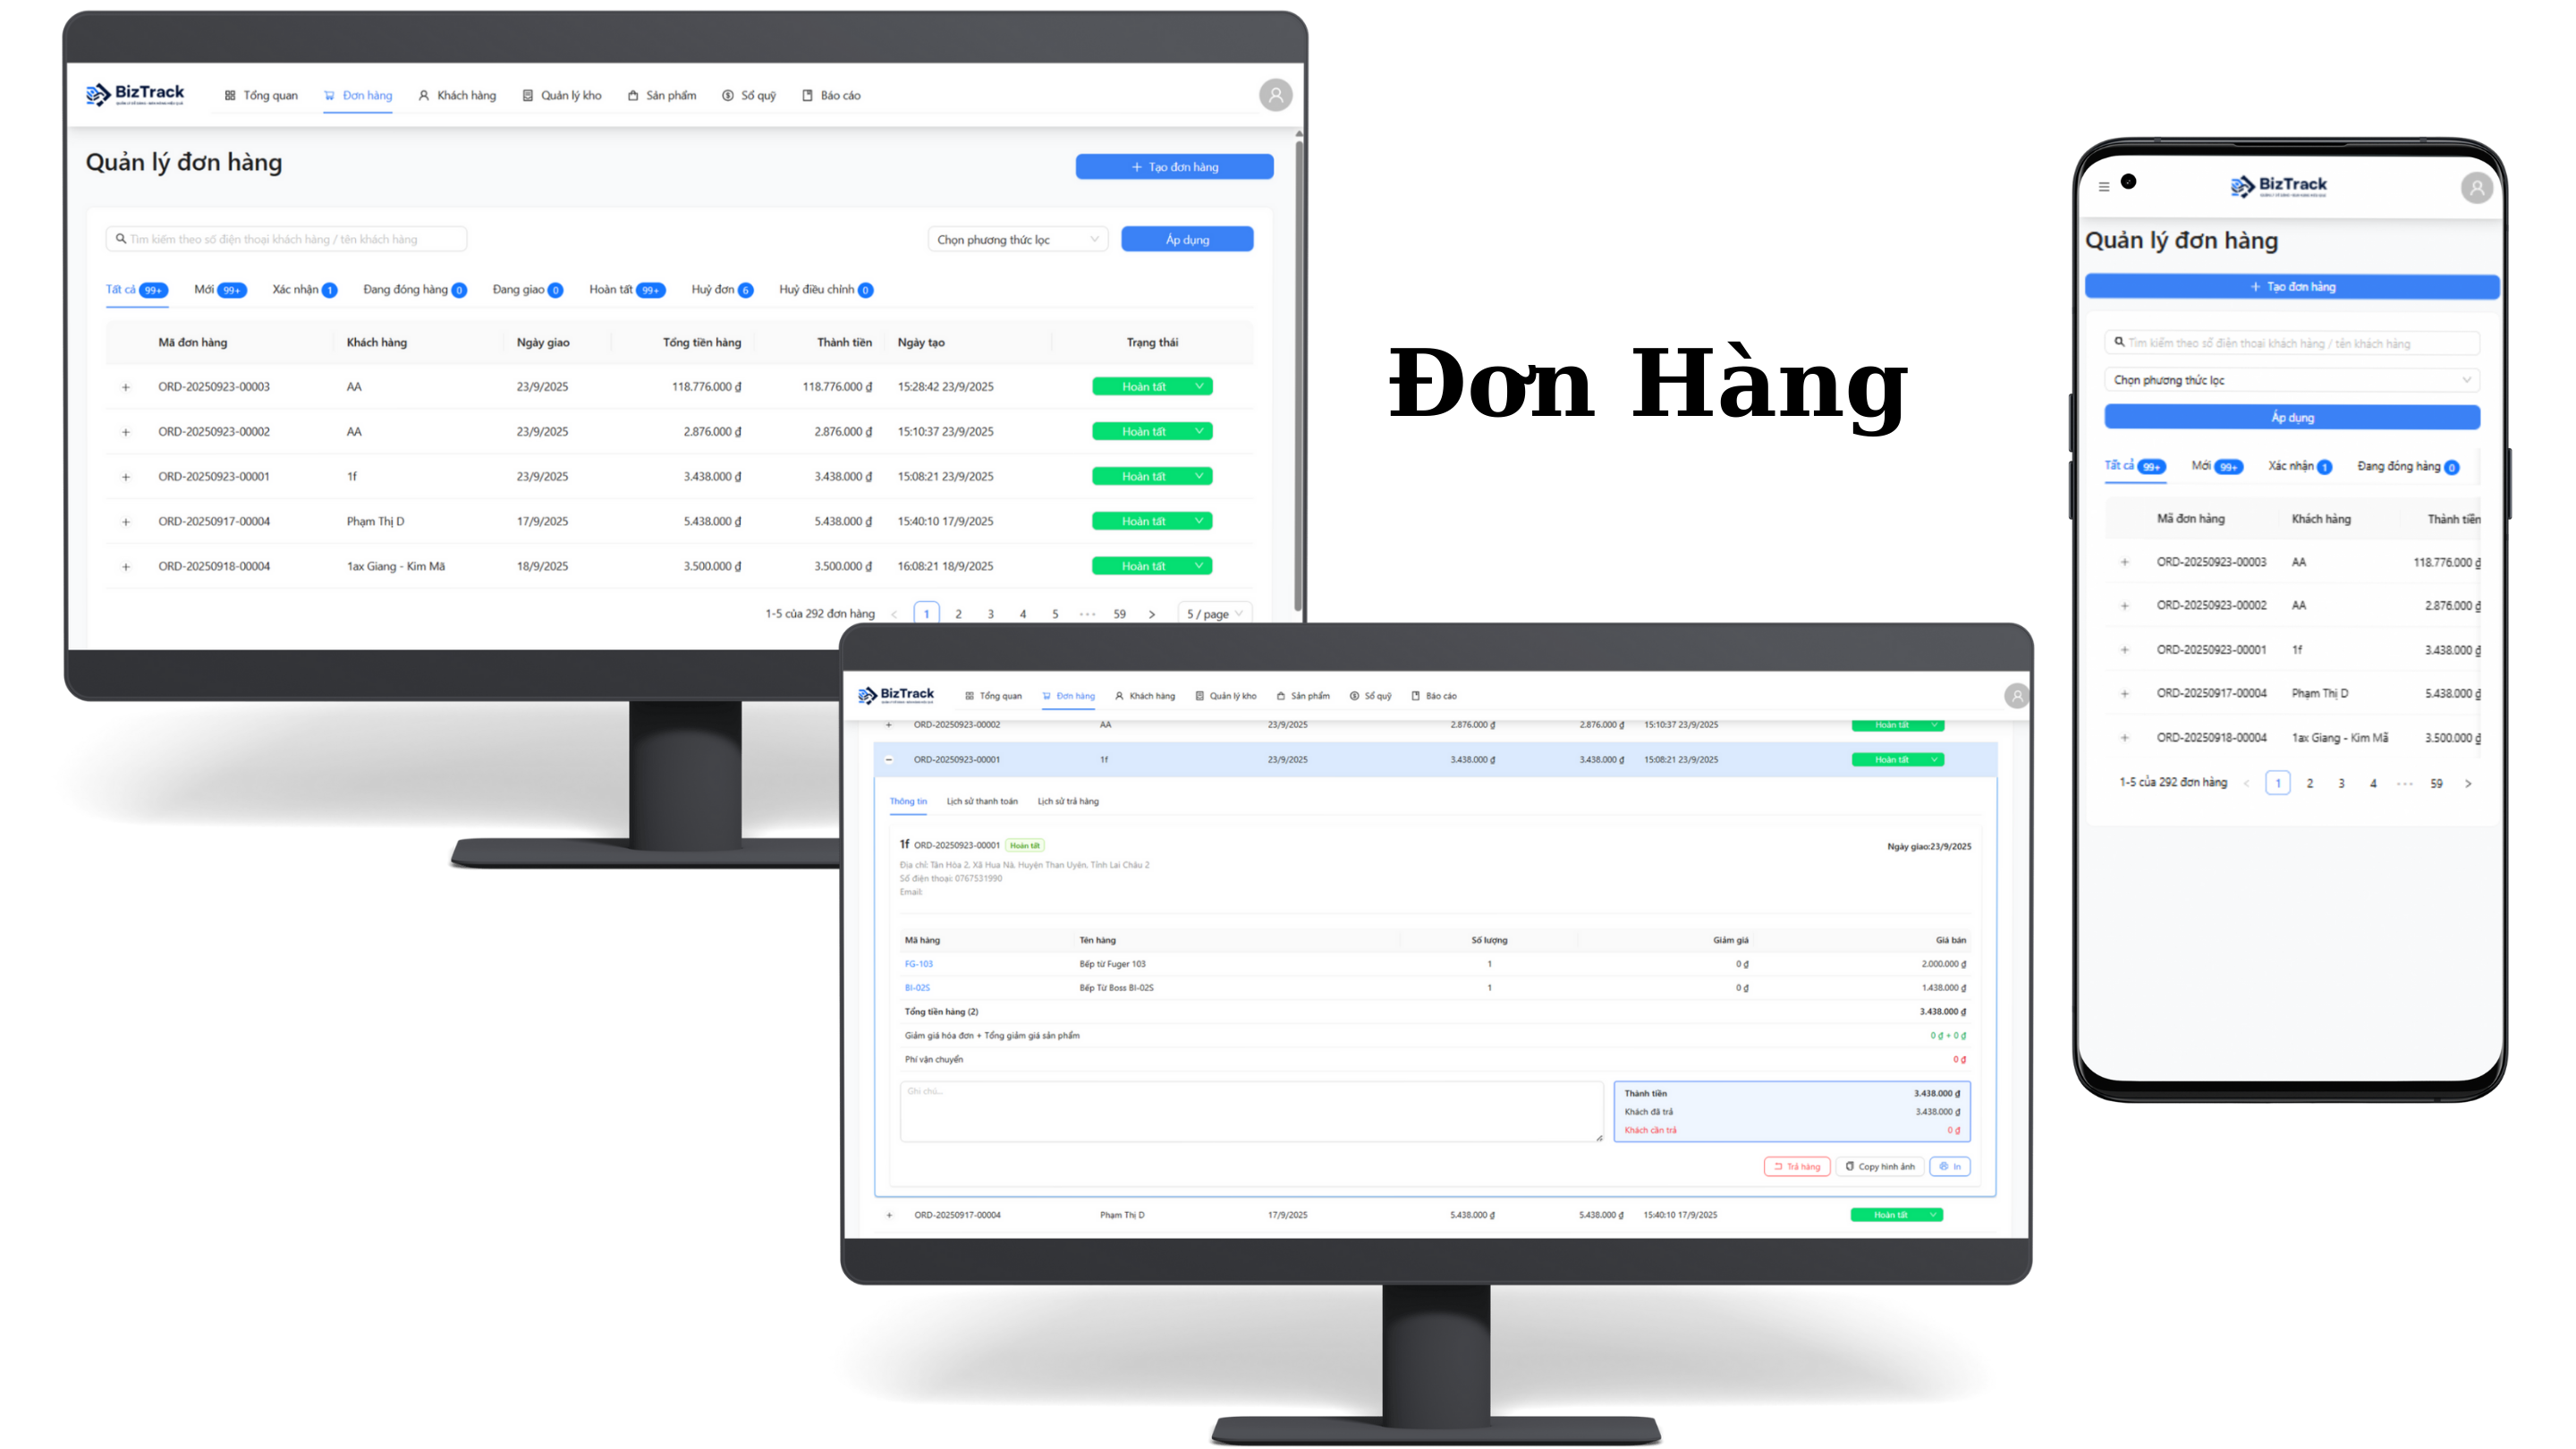 BizTrack
Tổng quan
Đơn hàng
Khách hàng
Quản lý kho
Sản phẩm
Sổ quỹ
Báo cáo
Quản lý đơn hàng
+ Tạo đơn hàng
Tìm kiếm theo số điện thoại khách hàng / tên khách hàng
Chọn phương thức lọc
Áp dụng
Tất cả 99+ Mới 99+ Xác nhận 1 Đang đóng hàng 0 Đang giao 0 Hoàn tất 99+ Huỷ đơn 6 Huỷ điều chỉnh 0
Mã đơn hàng Khách hàng Ngày giao Tổng tiền hàng Thành tiền Ngày tạo Trạng thái
+ ORD-20250923-00003 AA 23/9/2025 118.776.000 ₫ 118.776.000 ₫ 15:28:42 23/9/2025 Hoàn tất
+ ORD-20250923-00002 AA 23/9/2025 2.876.000 ₫ 2.876.000 ₫ 15:10:37 23/9/2025 Hoàn tất
+ ORD-20250923-00001 1f 23/9/2025 3.438.000 ₫ 3.438.000 ₫ 15:08:21 23/9/2025 Hoàn tất
+ ORD-20250917-00004 Phạm Thị D 17/9/2025 5.438.000 ₫ 5.438.000 ₫ 15:40:10 17/9/2025 Hoàn tất
+ ORD-20250918-00004 1ax Giang - Kim Mã 18/9/2025 3.500.000 ₫ 3.500.000 ₫ 16:08:21 18/9/2025 Hoàn tất
1-5 của 292 đơn hàng < 1 2 3 4 5 ••• 59 > 5 / page
Đơn Hàng
BizTrack
Tổng quan
Đơn hàng
Khách hàng
Quản lý kho
Sản phẩm
Sổ quỹ
Báo cáo
+ ORD-20250923-00002 AA 23/9/2025 2.876.000 ₫ 2.876.000 ₫ 15:10:37 23/9/2025 Hoàn tất
− ORD-20250923-00001 1f 23/9/2025 3.438.000 ₫ 3.438.000 ₫ 15:08:21 23/9/2025 Hoàn tất
Thông tin Lịch sử thanh toán Lịch sử trả hàng
1f ORD-20250923-00001 Hoàn tất Ngày giao:23/9/2025
Địa chỉ: Tân Hòa 2, Xã Hua Nà, Huyện Than Uyên, Tỉnh Lai Châu 2
Số điện thoại: 0767531990
Email:
Mã hàng Tên hàng Số lượng Giảm giá Giá bán
FG-103 Bếp từ Fuger 103 1 0 ₫ 2.000.000 ₫
BI-02S Bếp Từ Boss BI-02S 1 0 ₫ 1.438.000 ₫
Tổng tiền hàng (2) 3.438.000 ₫
Giảm giá hóa đơn + Tổng giảm giá sản phẩm 0 ₫ + 0 ₫
Phí vận chuyển 0 ₫
Ghi chú...
Thành tiền 3.438.000 ₫
Khách đã trả 3.438.000 ₫
Khách cần trả 0 ₫
Trả hàng Copy hình ảnh In
+ ORD-20250917-00004 Phạm Thị D 17/9/2025 5.438.000 ₫ 5.438.000 ₫ 15:40:10 17/9/2025 Hoàn tất
BizTrack
Quản lý đơn hàng
+ Tạo đơn hàng
Tìm kiếm theo số điện thoại khách hàng / tên khách hàng
Chọn phương thức lọc
Áp dụng
Tất cả 99+ Mới 99+ Xác nhận 1 Đang đóng hàng 0
Mã đơn hàng Khách hàng Thành tiền
+ ORD-20250923-00003 AA 118.776.000 ₫
+ ORD-20250923-00002 AA 2.876.000 ₫
+ ORD-20250923-00001 1f 3.438.000 ₫
+ ORD-20250917-00004 Phạm Thị D 5.438.000 ₫
+ ORD-20250918-00004 1ax Giang - Kim Mã 3.500.000 ₫
1-5 của 292 đơn hàng < 1 2 3 4 ••• 59 >